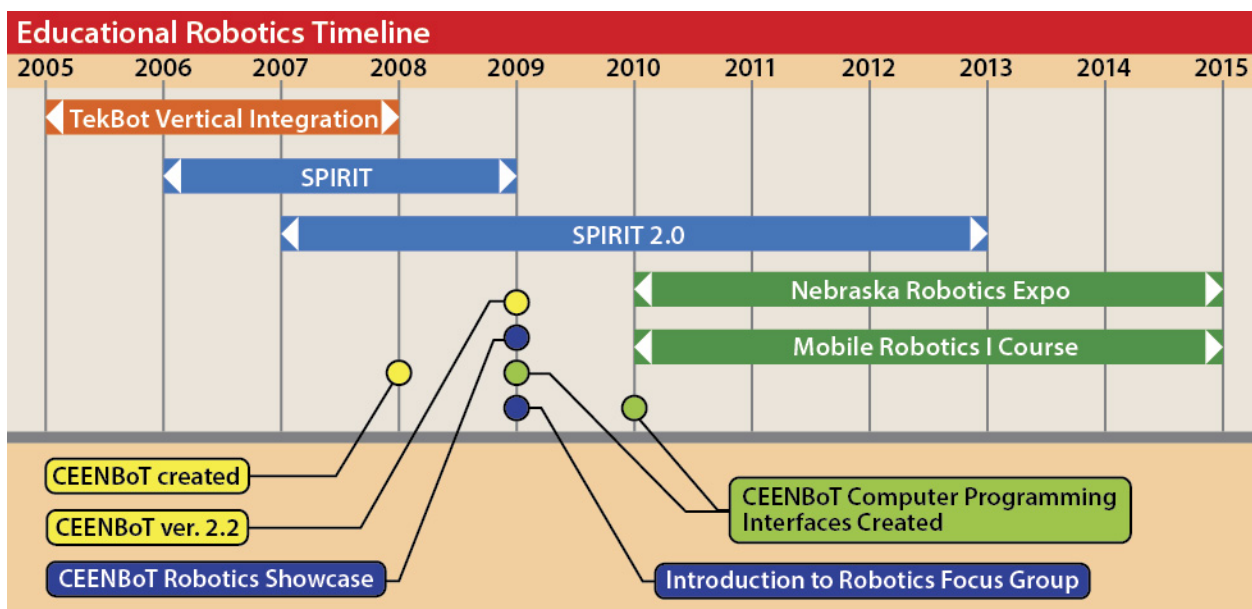 Educational Robotics Timeline
2005 2006 2007 2008 2009 2010 2011 2012 2013 2014 2015
TekBot Vertical Integration
SPIRIT
SPIRIT 2.0
Nebraska Robotics Expo
Mobile Robotics I Course
CEENBoT created
CEENBoT ver. 2.2
CEENBoT Robotics Showcase
CEENBoT Computer Programming
Interfaces Created
Introduction to Robotics Focus Group